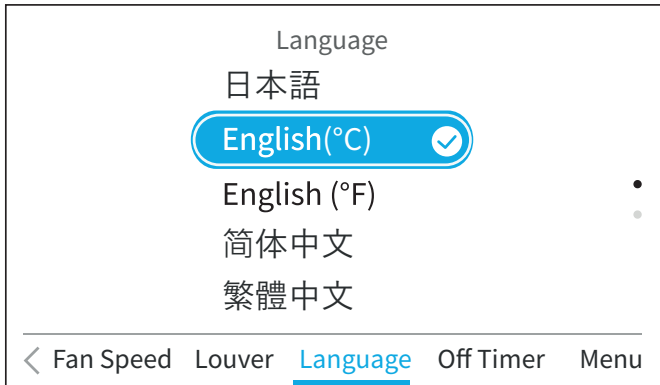 Language
日本語
English(°C)
English (°F)
简体中文
繁體中文
Fan Speed Louver Language Off Timer Menu